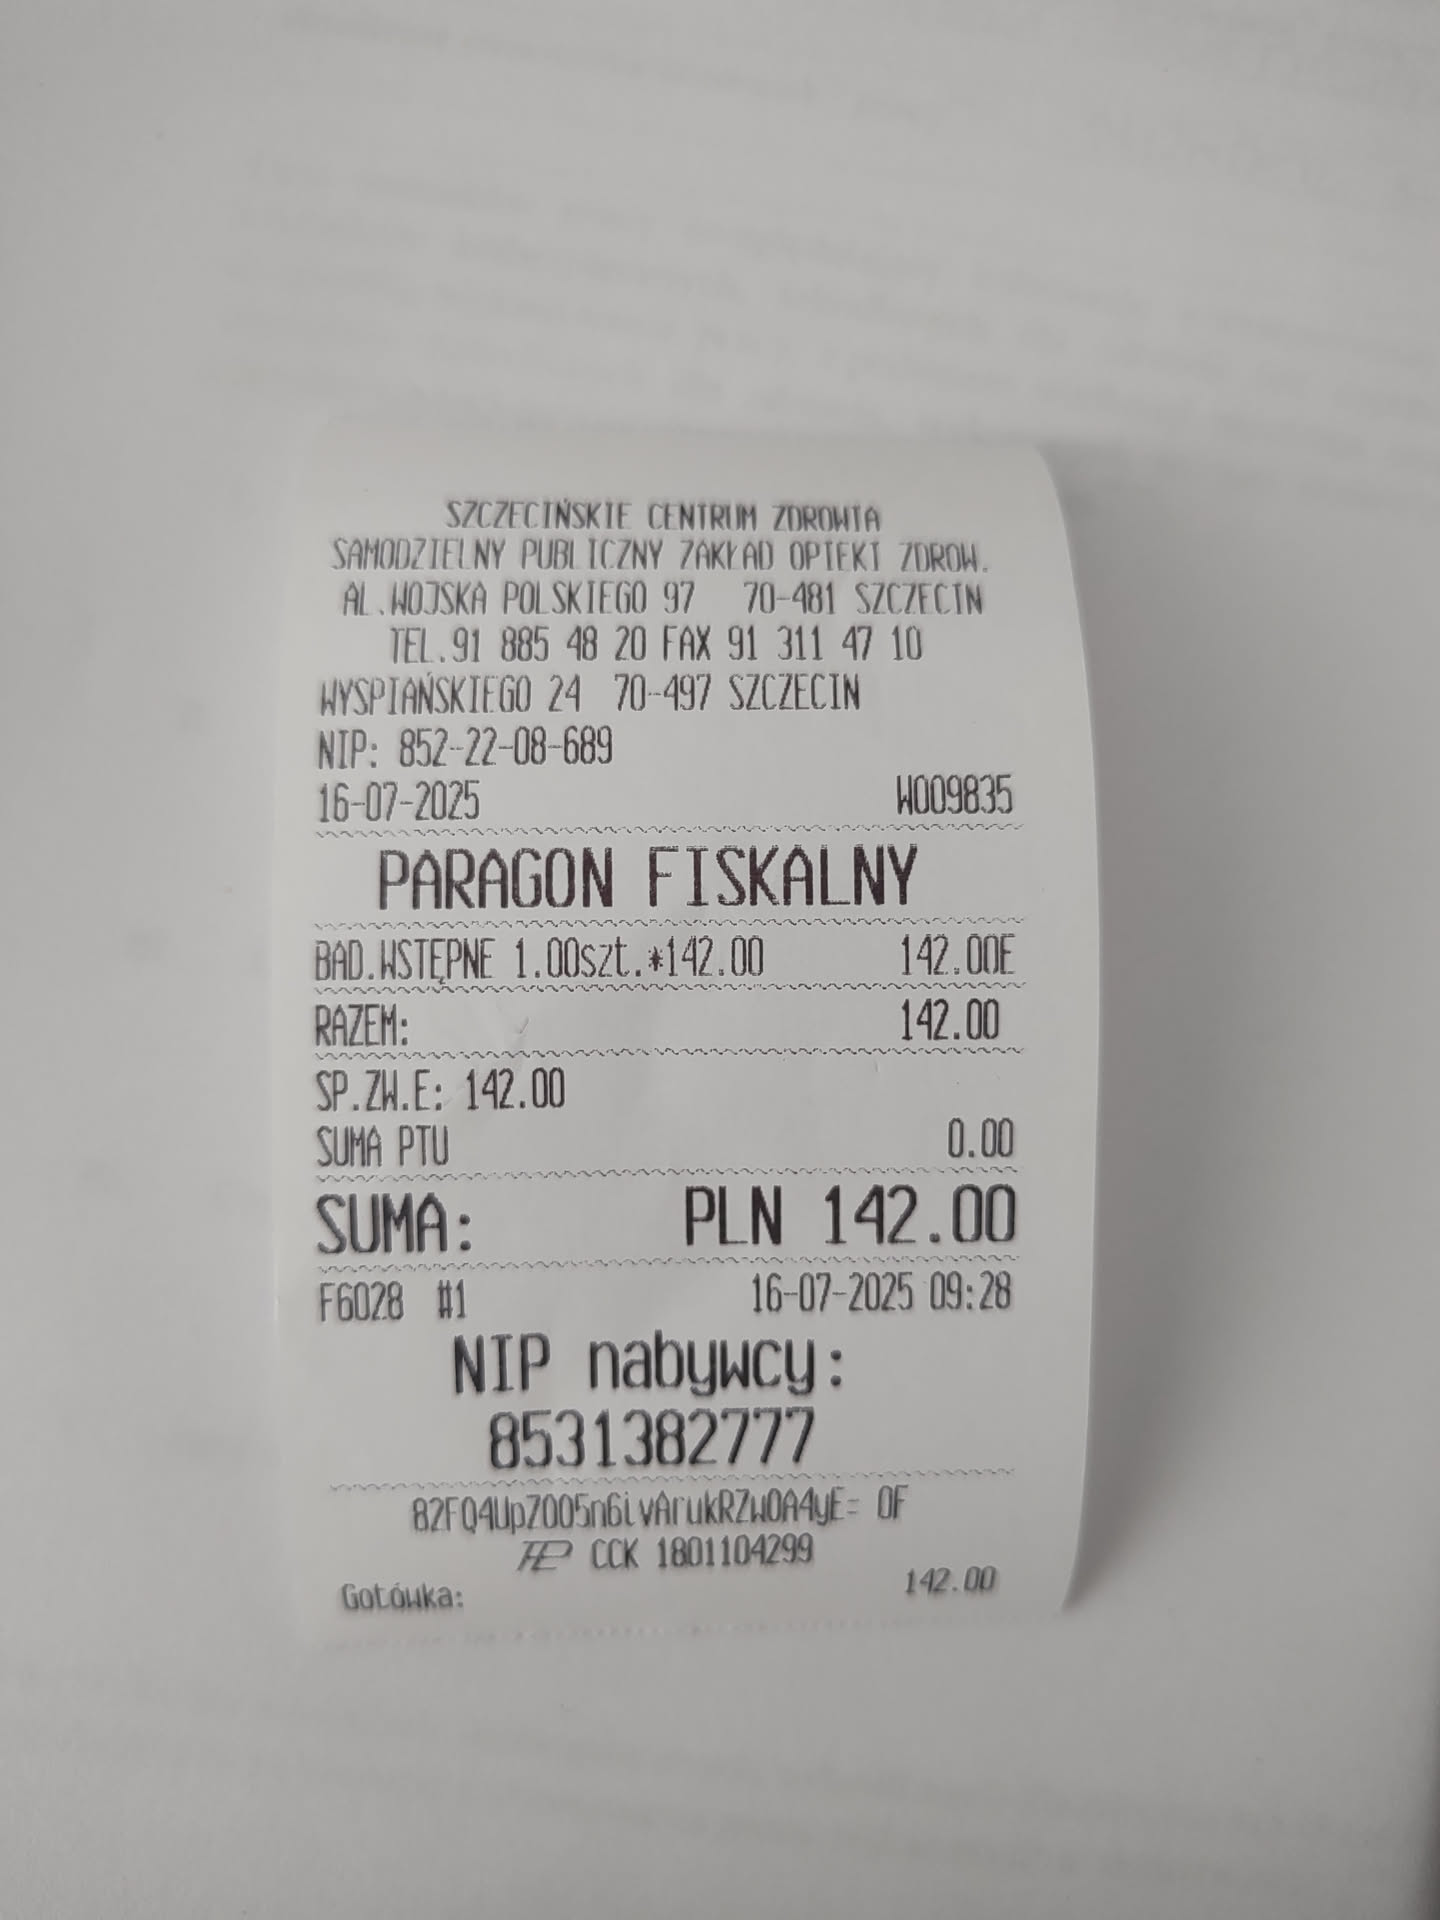 SZCZECIŃSKIE CENTRUM ZDROWIA
SAMODZIELNY PUBLICZNY ZAKŁAD OPIEKI ZDROW.
AL.WOJSKA POLSKIEGO 97 70-481 SZCZECIN
TEL.91 885 48 20 FAX 91 311 47 10
WYSPIAŃSKIEGO 24 70-497 SZCZECIN
NIP: 852-22-08-689
16-07-2025 W009835
PARAGON FISKALNY
BAD.WSTĘPNE 1.00szt.*142.00 142.00E
RAZEM: 142.00
SP.ZW.E: 142.00
SUMA PTU 0.00
SUMA: PLN 142.00
F6028 #1 16-07-2025 09:28
NIP nabywcy:
8531382777
82FQ4UpZ005n6ivArukRZwOA4yE= OF
CCK 1801104299
Gotówka: 142.00